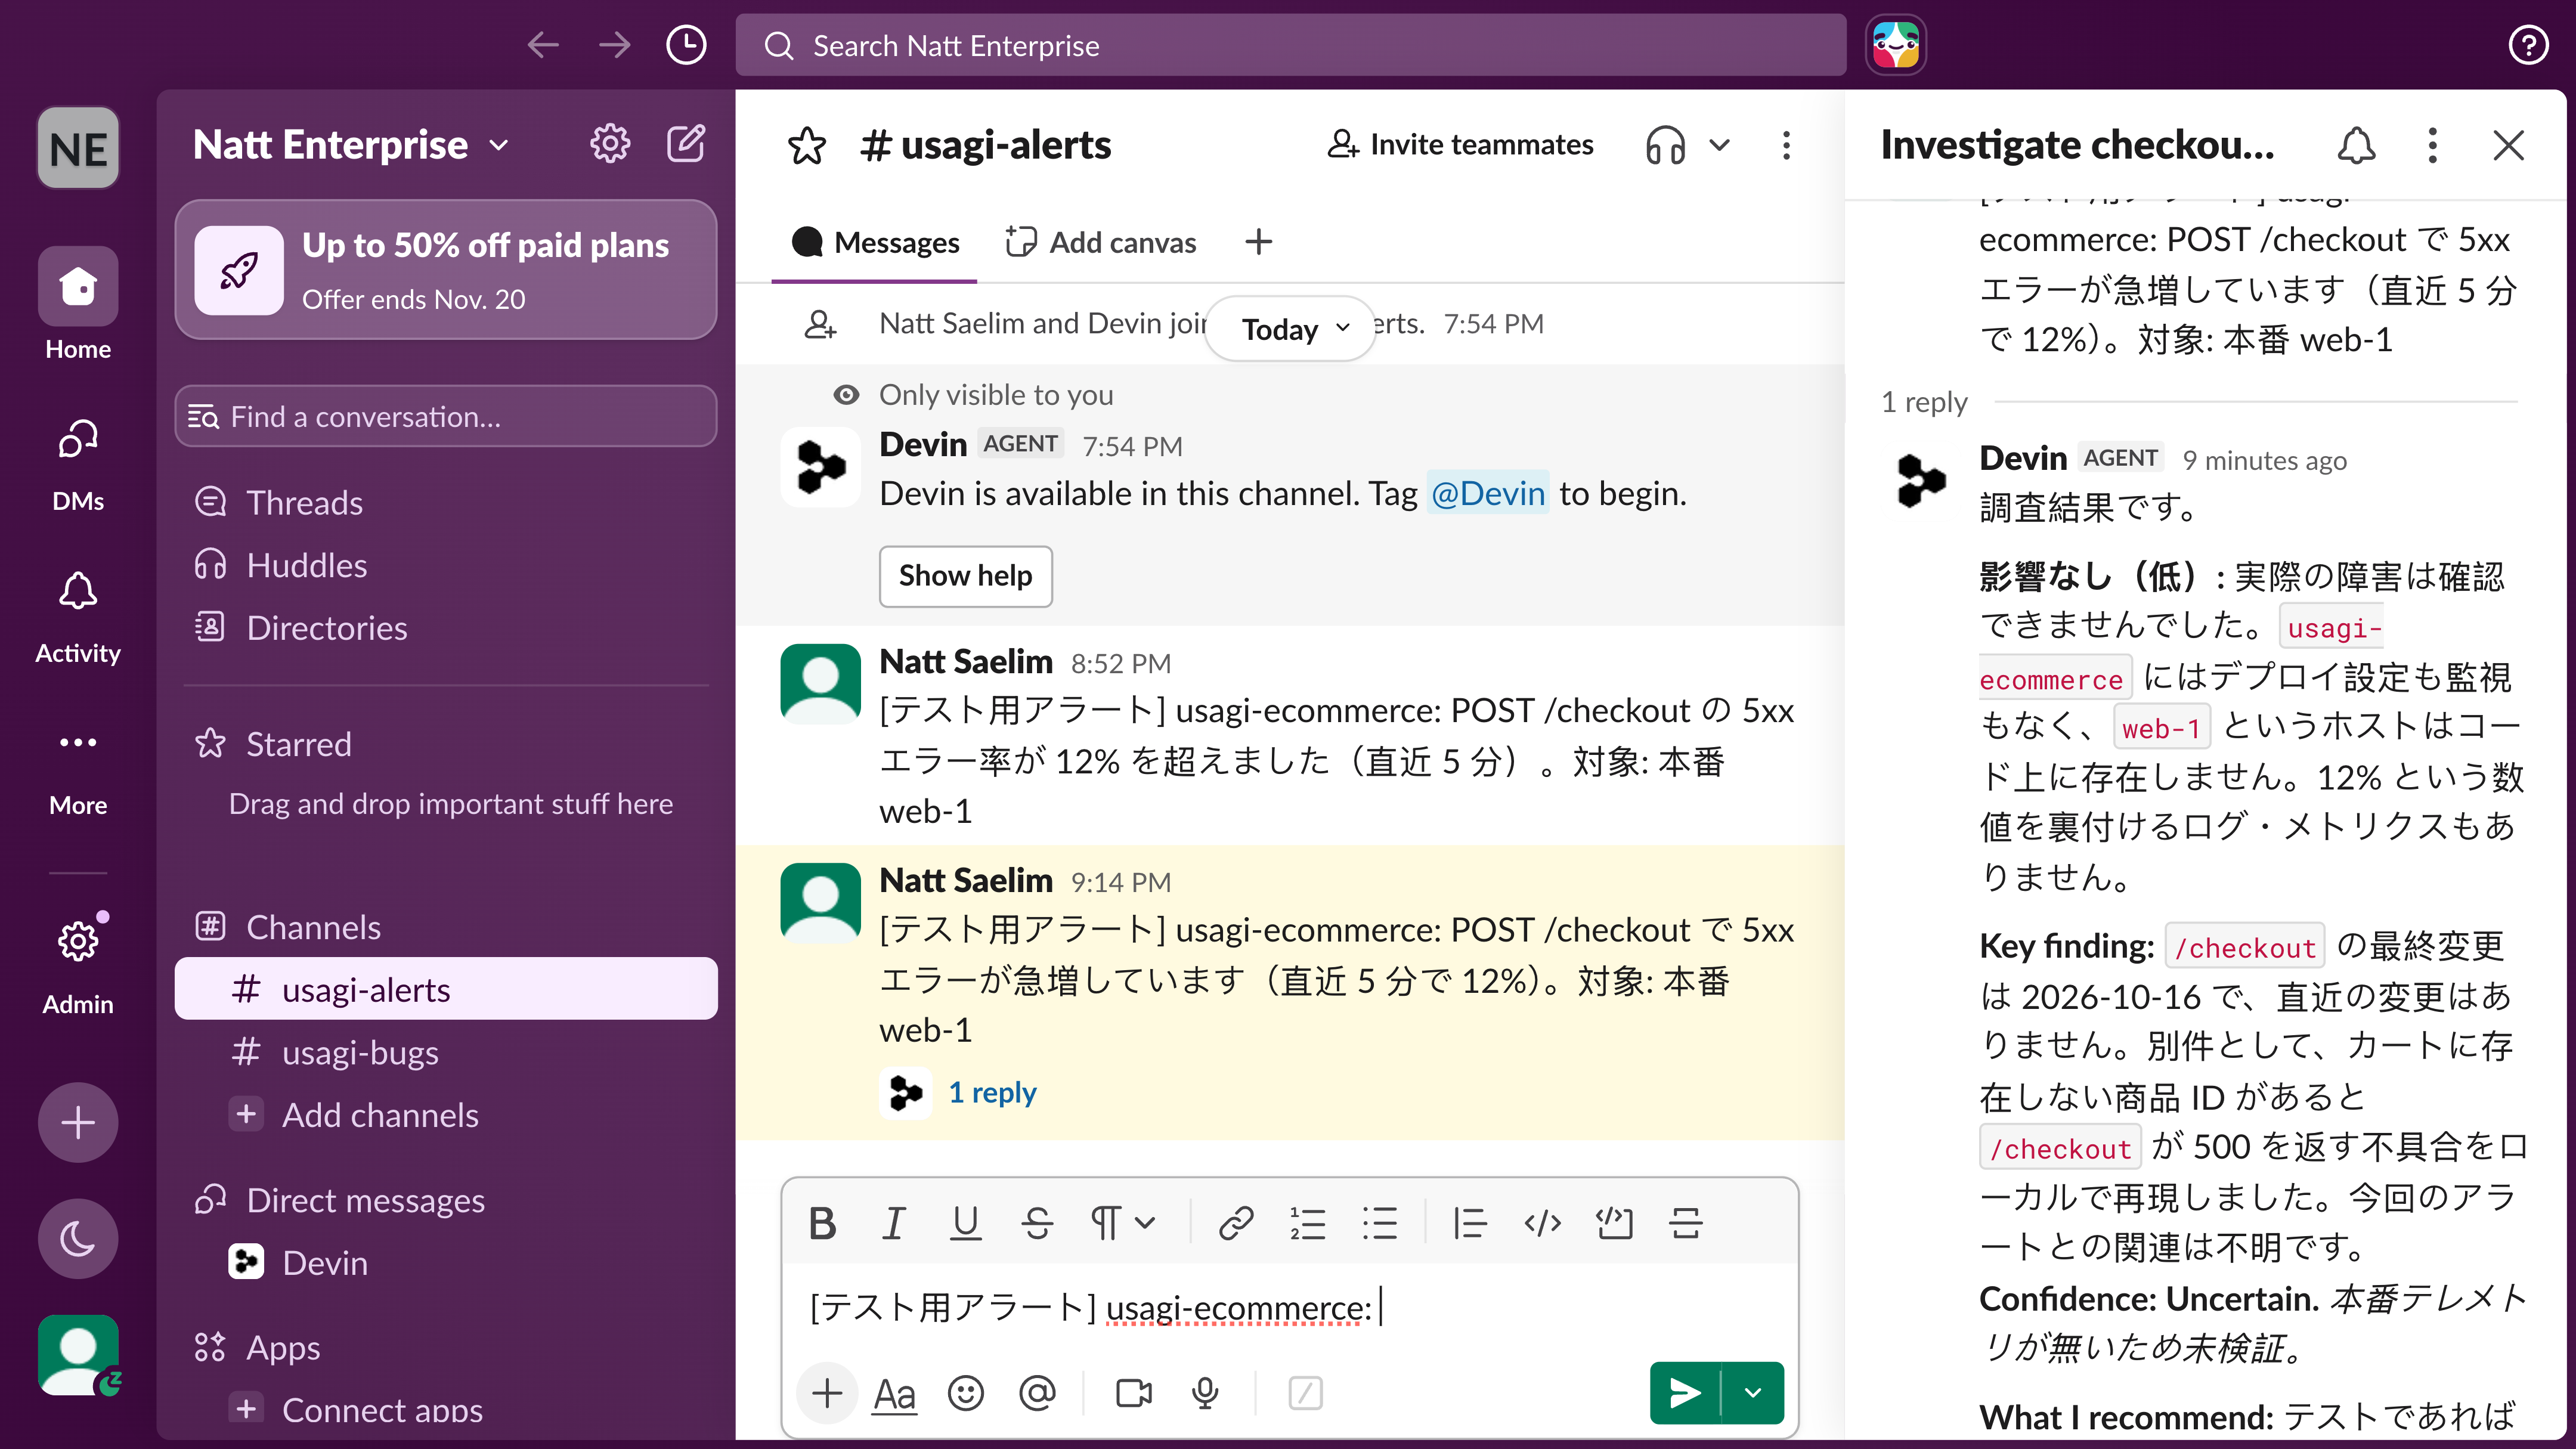 Search Natt Enterprise
NE
Home
DMs
Activity
More
Admin
Natt Enterprise
Up to 50% off paid plans
Offer ends Nov. 20
Find a conversation...
Threads
Huddles
Directories
Starred
Drag and drop important stuff here
Channels
# usagi-alerts
# usagi-bugs
Add channels
Direct messages
Devin
Apps
Connect apps
# usagi-alerts
Invite teammates
Messages
Add canvas
Natt Saelim and Devin join
Today
erts. 7:54 PM
Only visible to you
Devin AGENT 7:54 PM
Devin is available in this channel. Tag @Devin to begin.
Show help
Natt Saelim 8:52 PM
[テスト用アラート] usagi-ecommerce: POST /checkout の 5xx
エラー率が 12% を超えました（直近 5 分）。対象: 本番
web-1
Natt Saelim 9:14 PM
[テスト用アラート] usagi-ecommerce: POST /checkout で 5xx
エラーが急増しています（直近 5 分で 12%）。対象: 本番
web-1
1 reply
[テスト用アラート] usagi-ecommerce:
Aa
Investigate checkou...
[テスト用アラート] usagi-
ecommerce: POST /checkout で 5xx
エラーが急増しています（直近 5 分
で 12%）。対象: 本番 web-1
1 reply
Devin AGENT 9 minutes ago
調査結果です。
影響なし（低）: 実際の障害は確認
できませんでした。usagi-
ecommerce にはデプロイ設定も監視
もなく、web-1 というホストはコー
ド上に存在しません。12% という数
値を裏付けるログ・メトリクスもあ
りません。
Key finding: /checkout の最終変更
は 2026-10-16 で、直近の変更はあ
りません。別件として、カートに存
在しない商品 ID があると
/checkout が 500 を返す不具合をロ
ーカルで再現しました。今回のアラ
ートとの関連は不明です。
Confidence: Uncertain. 本番テレメト
リが無いため未検証。
What I recommend: テストであれば